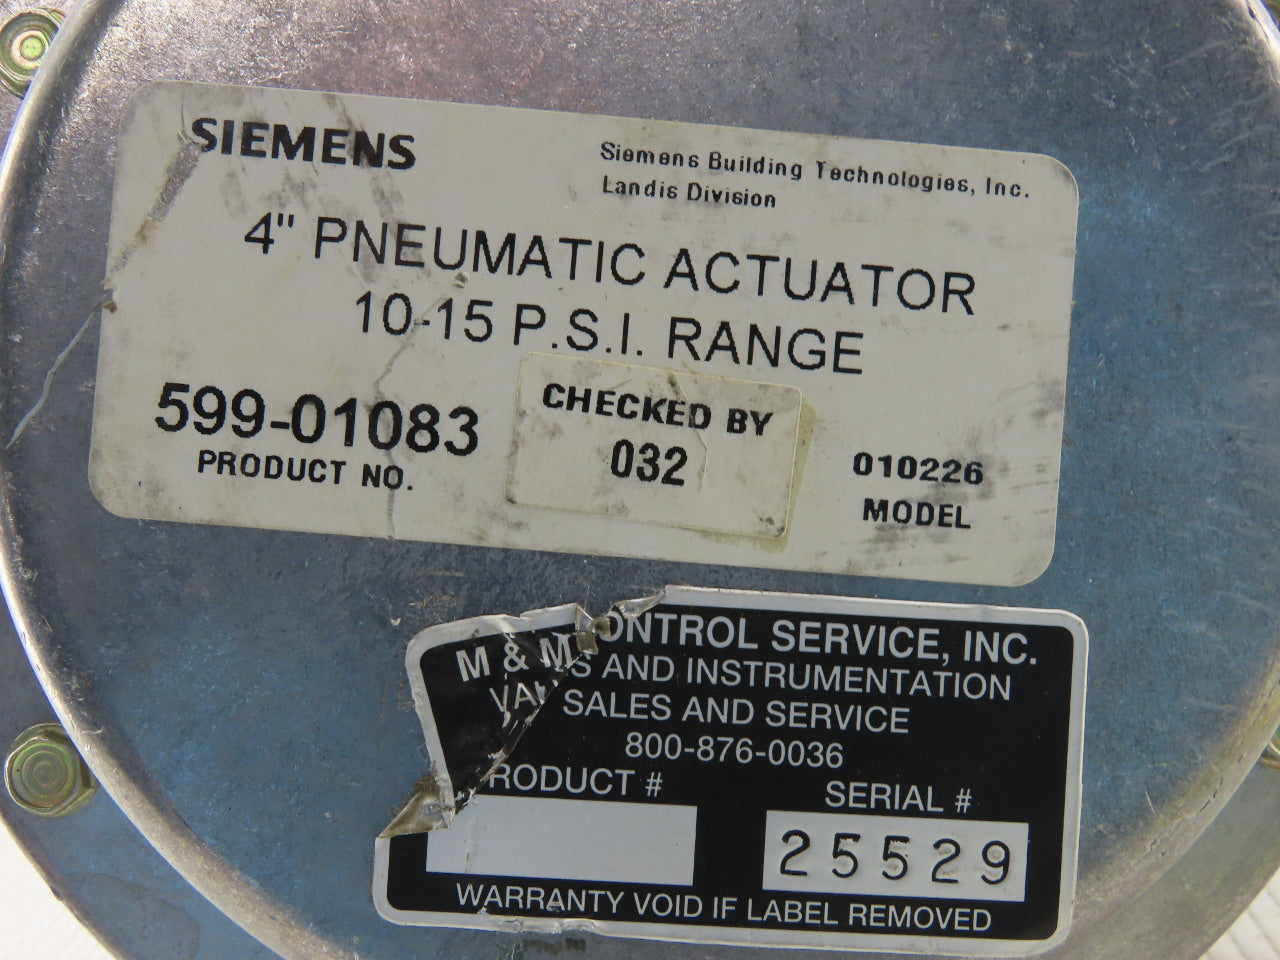 SIEMENS
Siemens Building Technologies, Inc.
Landis Division
4" PNEUMATIC ACTUATOR
10-15 P.S.I. RANGE
599-01083
PRODUCT NO.
CHECKED BY
032
010226
MODEL
M & M CONTROL SERVICE, INC.
AND INSTRUMENTATION
SALES AND SERVICE
800-876-0036
PRODUCT #
SERIAL #
25529
WARRANTY VOID IF LABEL REMOVED